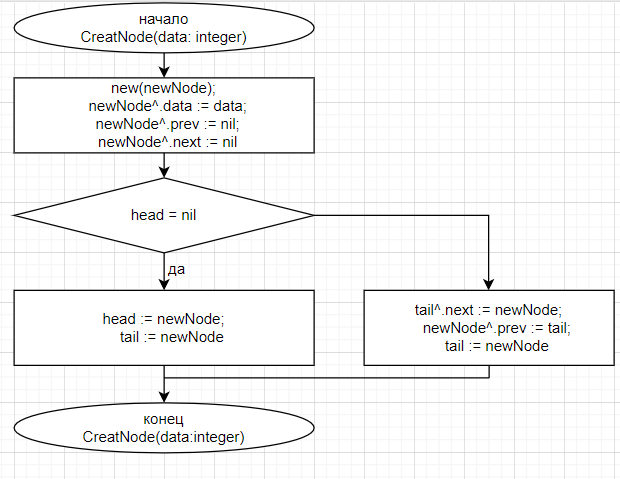 начало
CreatNode(data: integer)
new(newNode);
newNode^.data := data;
newNode^.prev := nil;
newNode^.next := nil
head = nil
да
head := newNode;
tail := newNode
tail^.next := newNode;
newNode^.prev := tail;
tail := newNode
конец
CreatNode(data:integer)